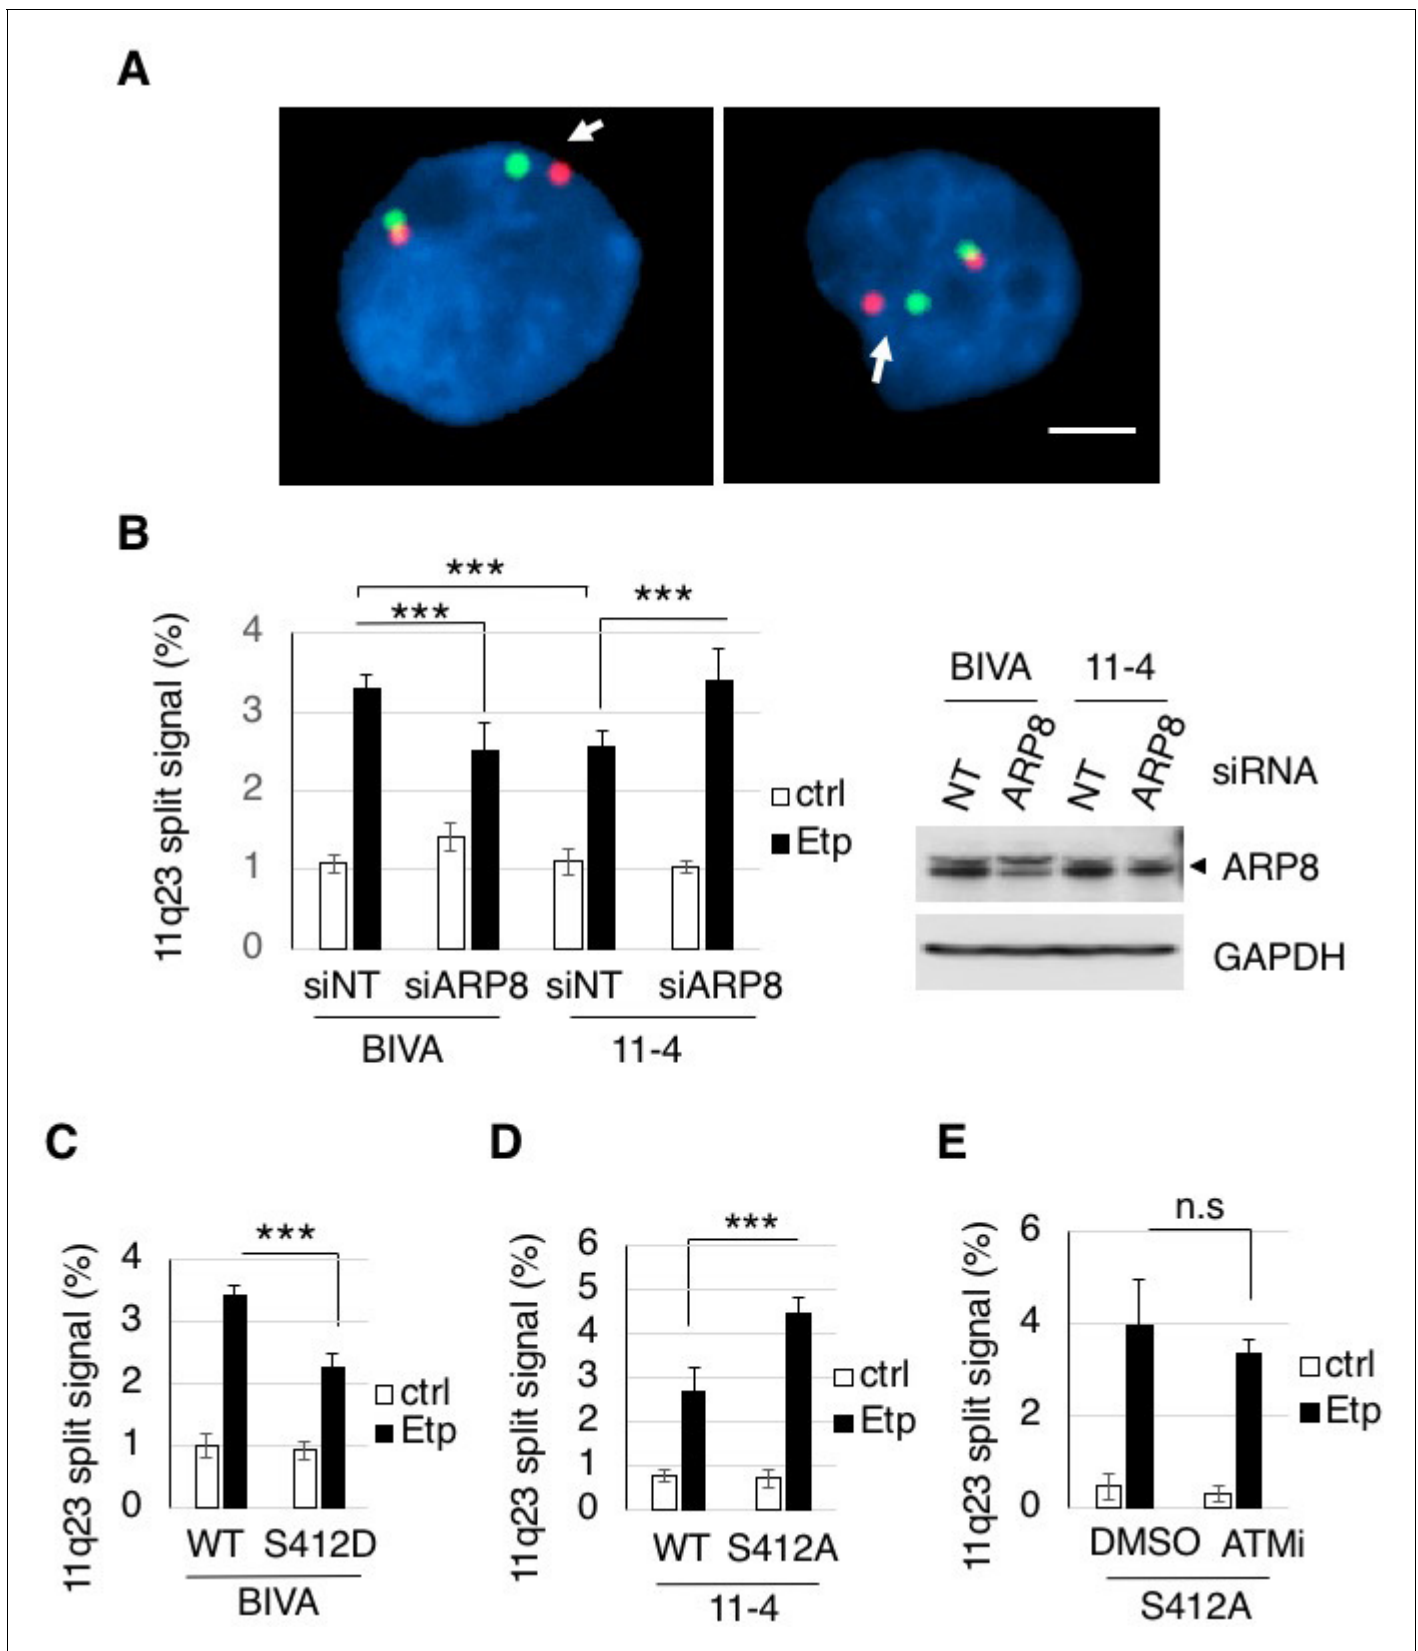 A
B
***
***
***
11q23 split signal (%)
4
3
2
1
0
ctrl
Etp
siNT siARP8 siNT siARP8
BIVA 11-4
BIVA 11-4
NT ARP8 NT ARP8 siRNA
ARP8
GAPDH
C
***
11q23 split signal (%)
4
3
2
1
0
ctrl
Etp
WT S412D
BIVA
D
***
11q23 split signal (%)
6
5
4
3
2
1
0
ctrl
Etp
WT S412A
11-4
E
n.s
11q23 split signal (%)
6
4
2
0
ctrl
Etp
DMSO ATMi
S412A